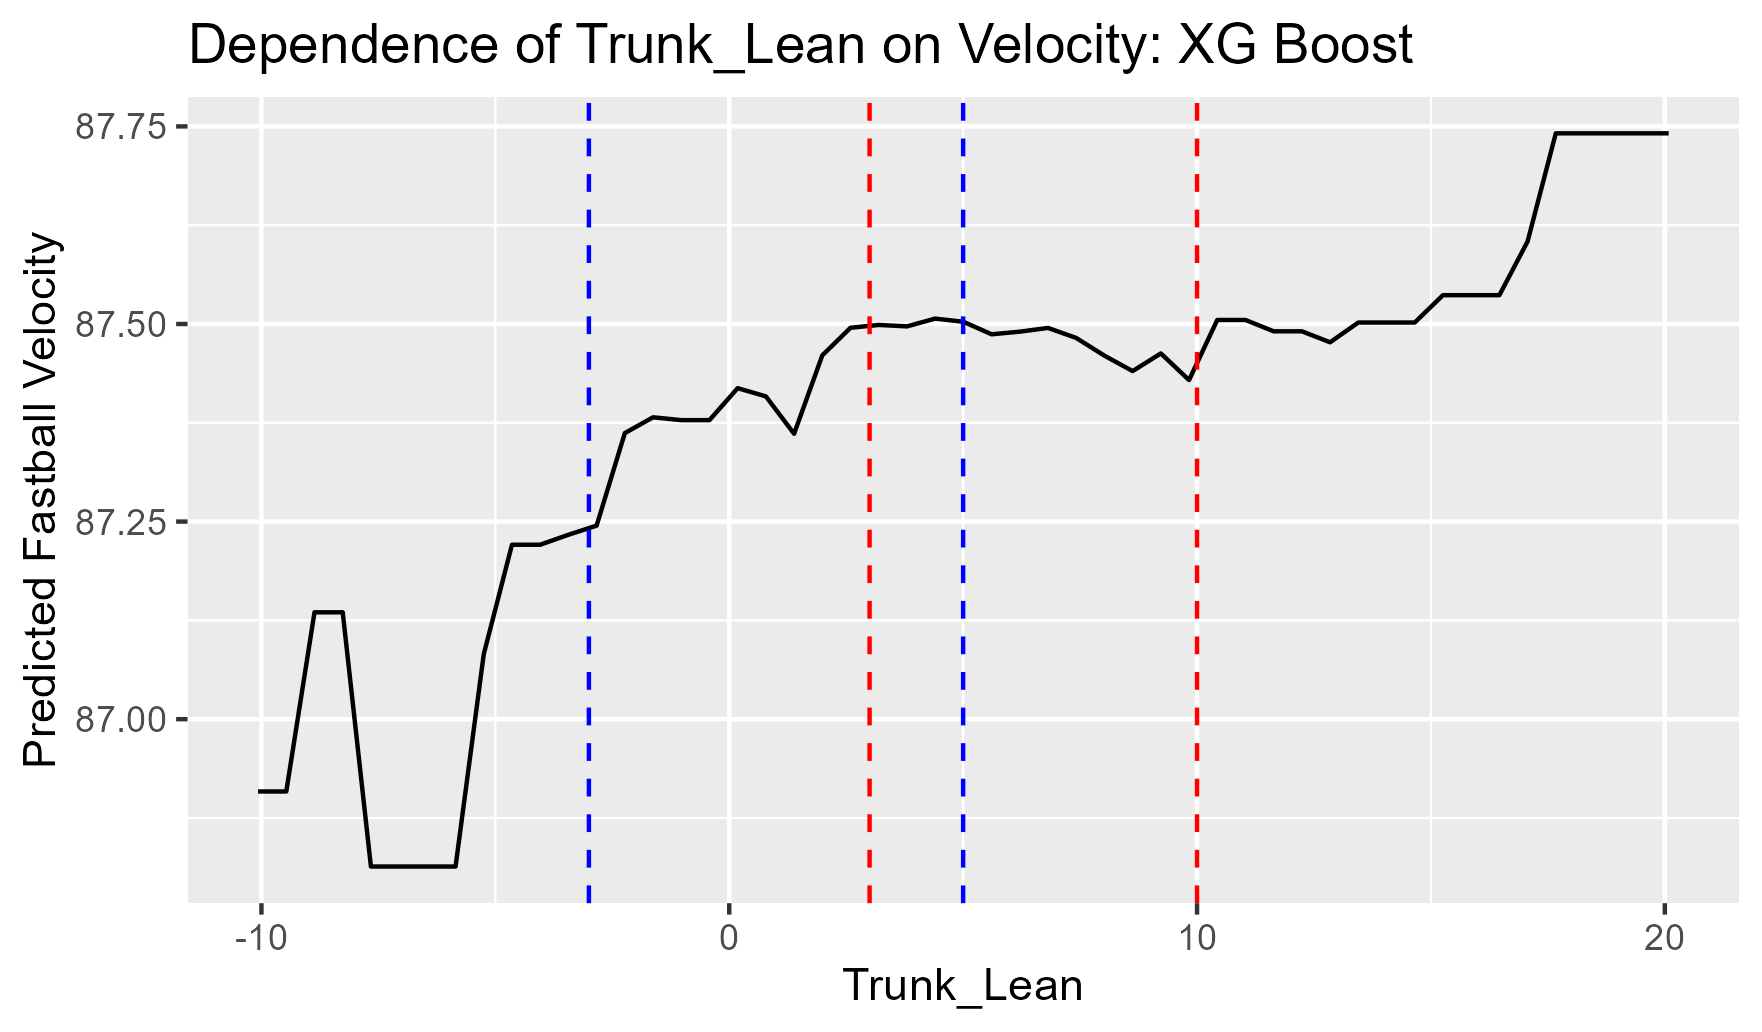 Dependence of Trunk_Lean on Velocity: XG Boost
Predicted Fastball Velocity
87.75
87.50
87.25
87.00
-10
0
10
20
Trunk_Lean